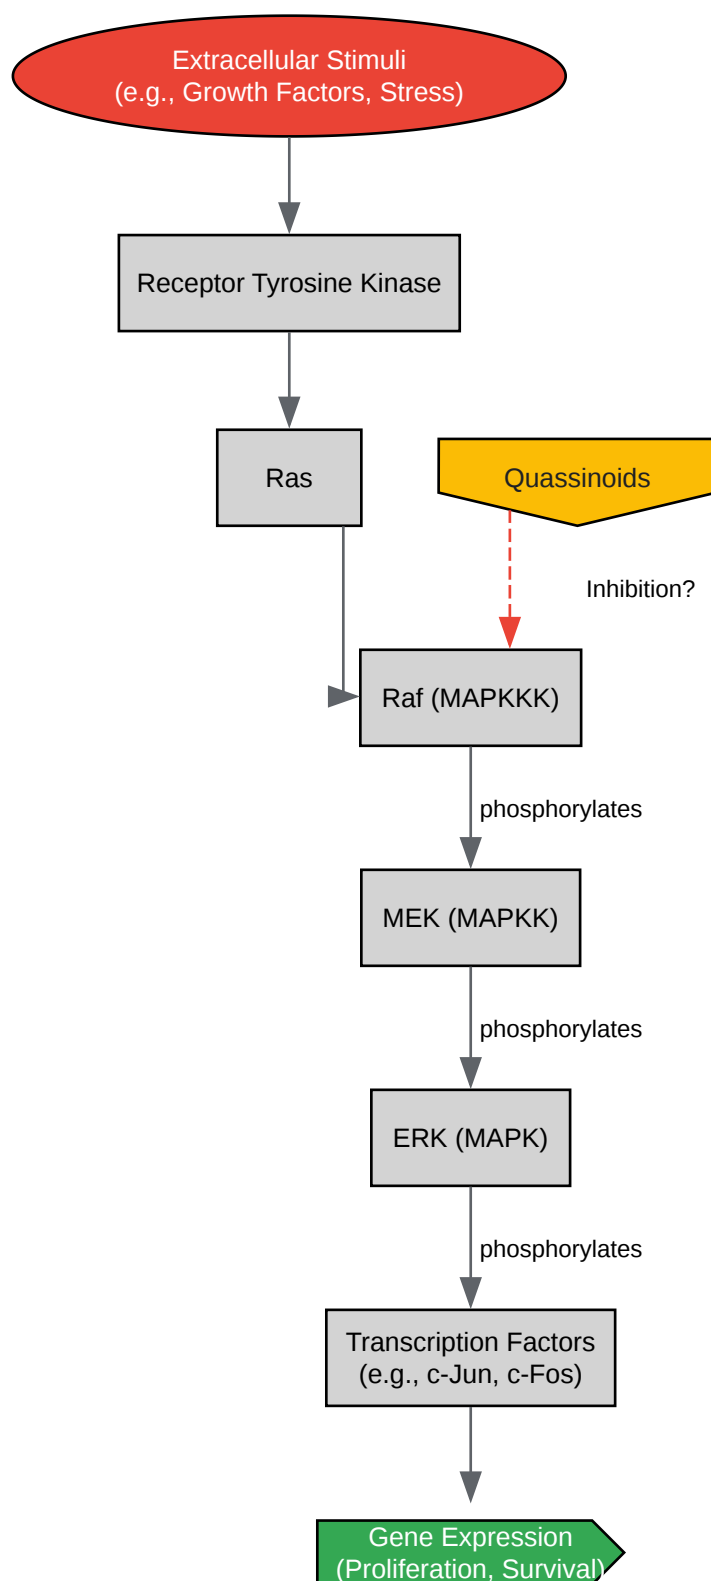 Extracellular Stimuli
(e.g., Growth Factors, Stress)
Receptor Tyrosine Kinase
Ras
Quassinoids
Inhibition?
Raf (MAPKKK)
phosphorylates
MEK (MAPKK)
phosphorylates
ERK (MAPK)
phosphorylates
Transcription Factors
(e.g., c-Jun, c-Fos)
Gene Expression
(Proliferation, Survival)